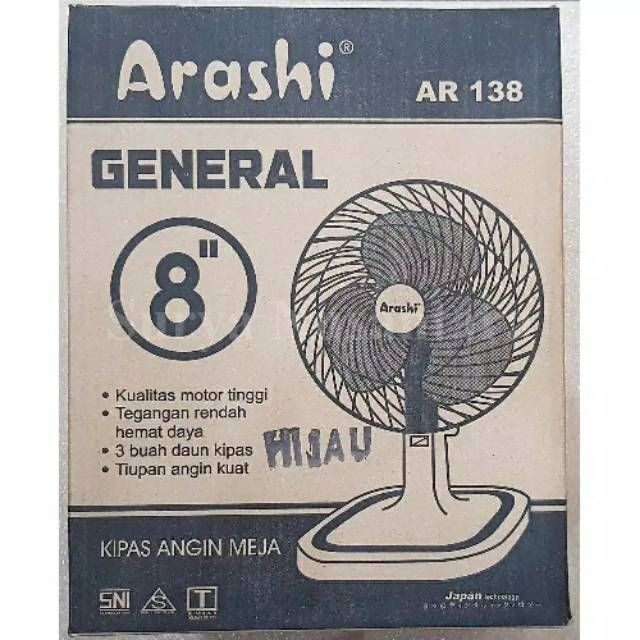 Arashi®
AR 138
GENERAL
8"
Arashi
• Kualitas motor tinggi
• Tegangan rendah
hemat daya
• 3 buah daun kipas
• Tiupan angin kuat
HIJAU
KIPAS ANGIN MEJA
SNI
S
T
Japan technology